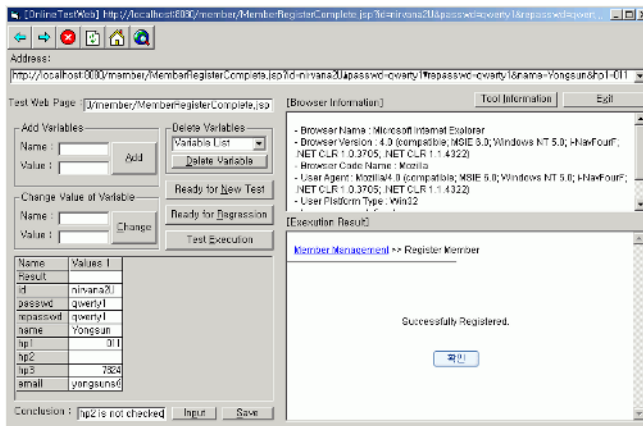 [OnlineTestWeb] http://localhost:8080/member/MemberRegisterComplete.jsp?id=nirvana2U&passwd=qwerty1&repasswd=qwert
Address:
http://localhost:8080/member/MemberRegisterComplete.jsp?id=nirvana2U&passwd=qwerty1&repasswd=qwerty1&name=Yongsun&hp1=011
Test Web Page : /member/MemberRegisterComplete.jsp
[Browser Information]
Tool Information
Exit
Add Variables
Name :
Value :
Add
Delete Variables
Variable List
Delete Variable
- Browser Name : Microsoft Internet Explorer
- Browser Version : 4.0 (compatible; MSIE 6.0; Windows NT 5.0; i-NavFourF;
.NET CLR 1.0.3705; .NET CLR 1.1.4322)
- Browser Code Name : Mozilla
- User Agent : Mozilla/4.0 (compatible; MSIE 6.0; Windows NT 5.0; i-NavFourF;
.NET CLR 1.0.3705; .NET CLR 1.1.4322)
- User Platform Type : Win32
Change Value of Variable
Name :
Value :
Change
Ready for New Test
Ready for Regression
Test Execution
[Execution Result]
Member Management >> Register Member
Successfully Registered.
확인
Name Values 1
Result
id nirvana2U
passwd qwerty1
repasswd qwerty1
name Yongsun
hp1 011
hp2
hp3 7824
email yongsuns@
Conclusion : hp2 is not checked
Input
Save